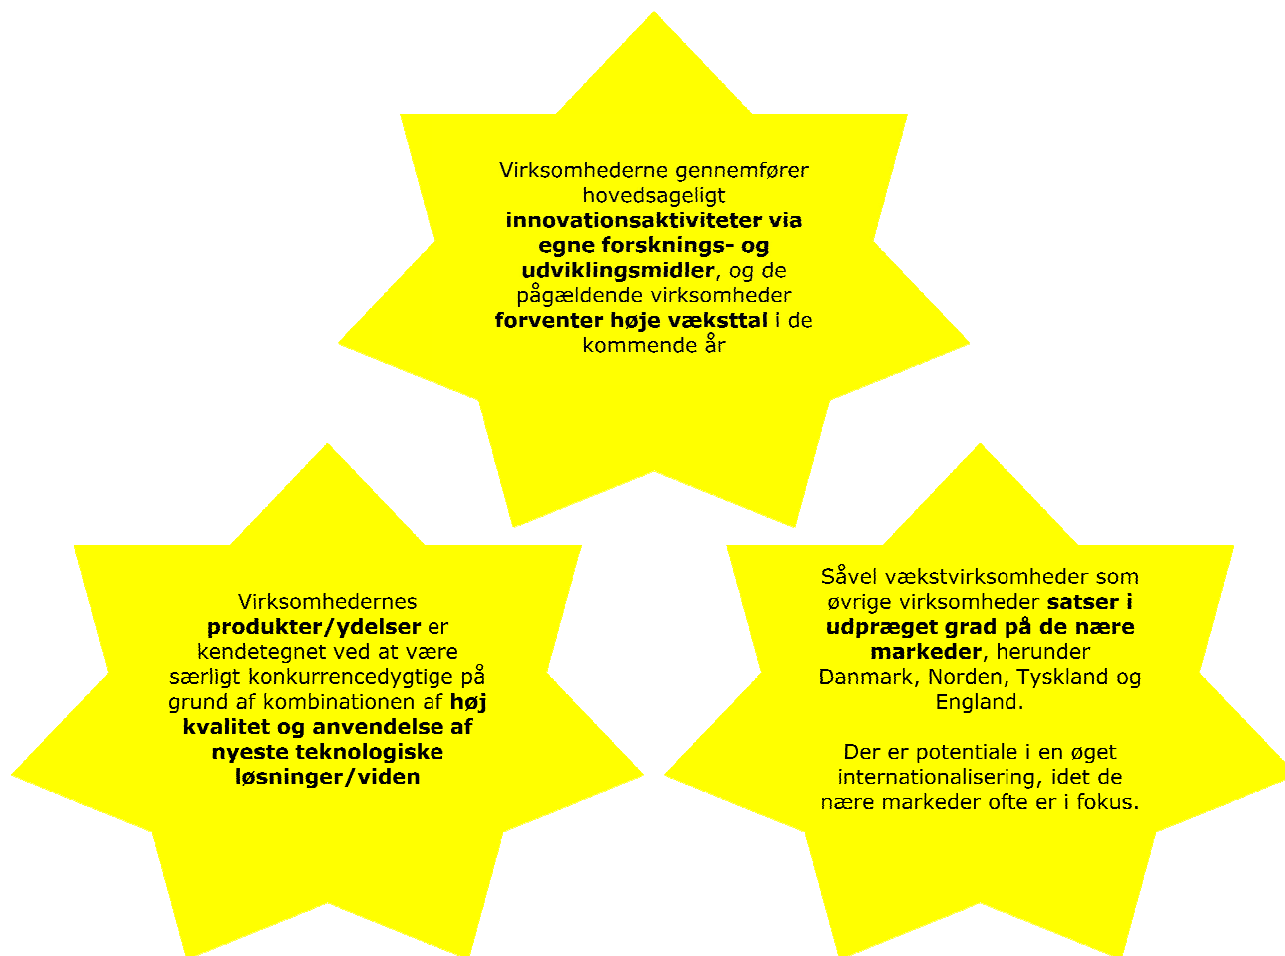 Virksomhederne gennemfører
hovedsageligt
innovationsaktiviteter via
egne forsknings- og
udviklingsmidler, og de
pågældende virksomheder
forventer høje væksttal i de
kommende år
Virksomhedernes
produkter/ydelser er
kendetegnet ved at være
særligt konkurrencedygtige på
grund af kombinationen af høj
kvalitet og anvendelse af
nyeste teknologiske
løsninger/viden
Såvel vækstvirksomheder som
øvrige virksomheder satser i
udpræget grad på de nære
markeder, herunder
Danmark, Norden, Tyskland og
England.
Der er potentiale i en øget
internationalisering, idet de
nære markeder ofte er i fokus.